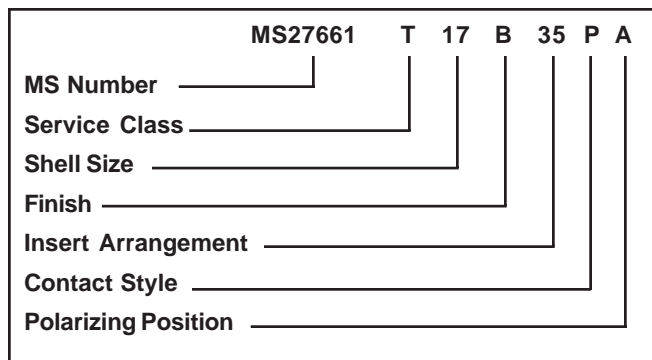 MS27661 T 17 B 35 P A
MS Number
Service Class
Shell Size
Finish
Insert Arrangement
Contact Style
Polarizing Position